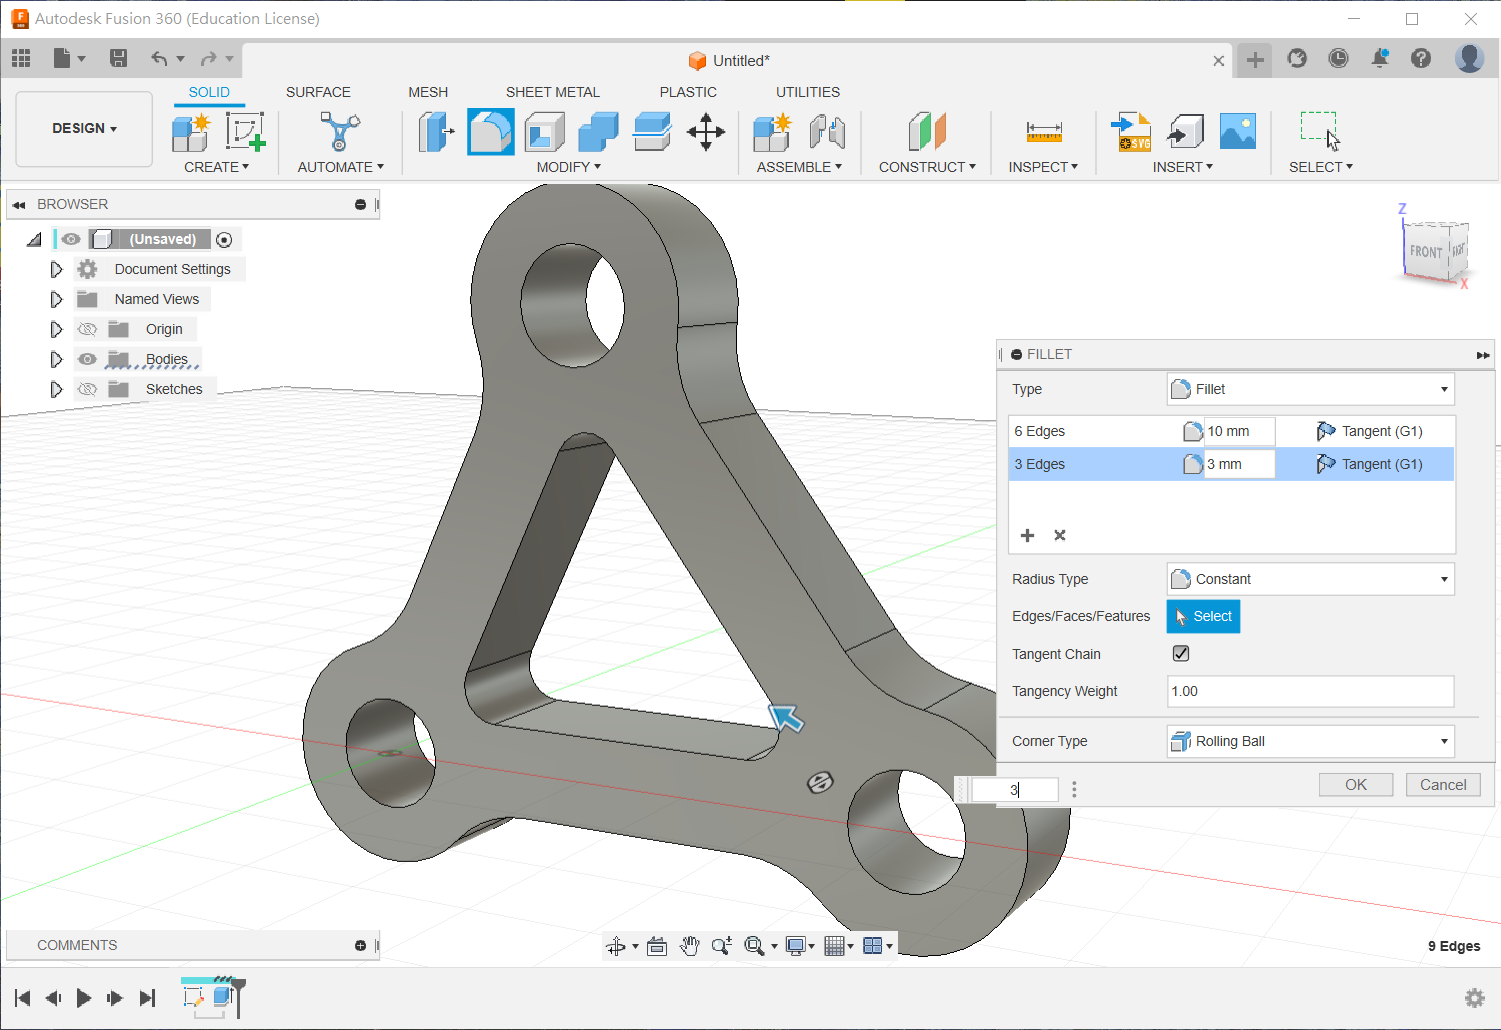 Autodesk Fusion 360 (Education License)
Untitled*
SOLID SURFACE MESH SHEET METAL PLASTIC UTILITIES
DESIGN
SVG
CREATE AUTOMATE MODIFY ASSEMBLE CONSTRUCT INSPECT INSERT SELECT
BROWSER
(Unsaved)
Document Settings
Named Views
Origin
Bodies
Sketches
Z
FRONT
RIGHT
X
FILLET
Type Fillet
6 Edges 10 mm Tangent (G1)
3 Edges 3 mm Tangent (G1)
Radius Type Constant
Edges/Faces/Features Select
Tangent Chain
Tangency Weight 1.00
Corner Type Rolling Ball
OK Cancel
3
COMMENTS
9 Edges